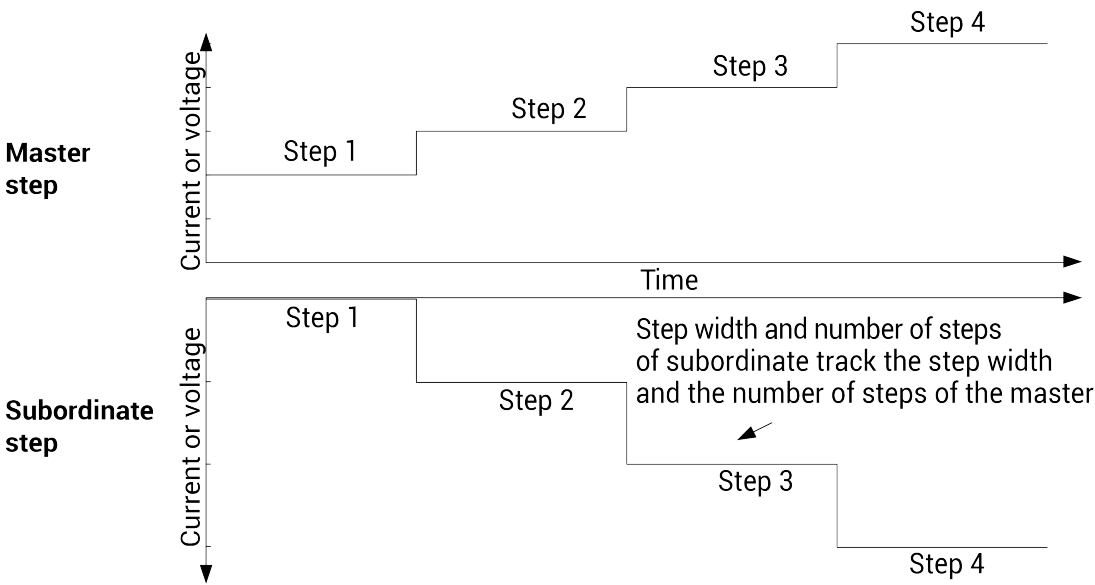 Step 4
Step 3
Step 2
Step 1
Master
step
Current or voltage
Time
Step 1
Step width and number of steps
of subordinate track the step width
and the number of steps of the master
Subordinate
step
Current or voltage
Step 2
Step 3
Step 4